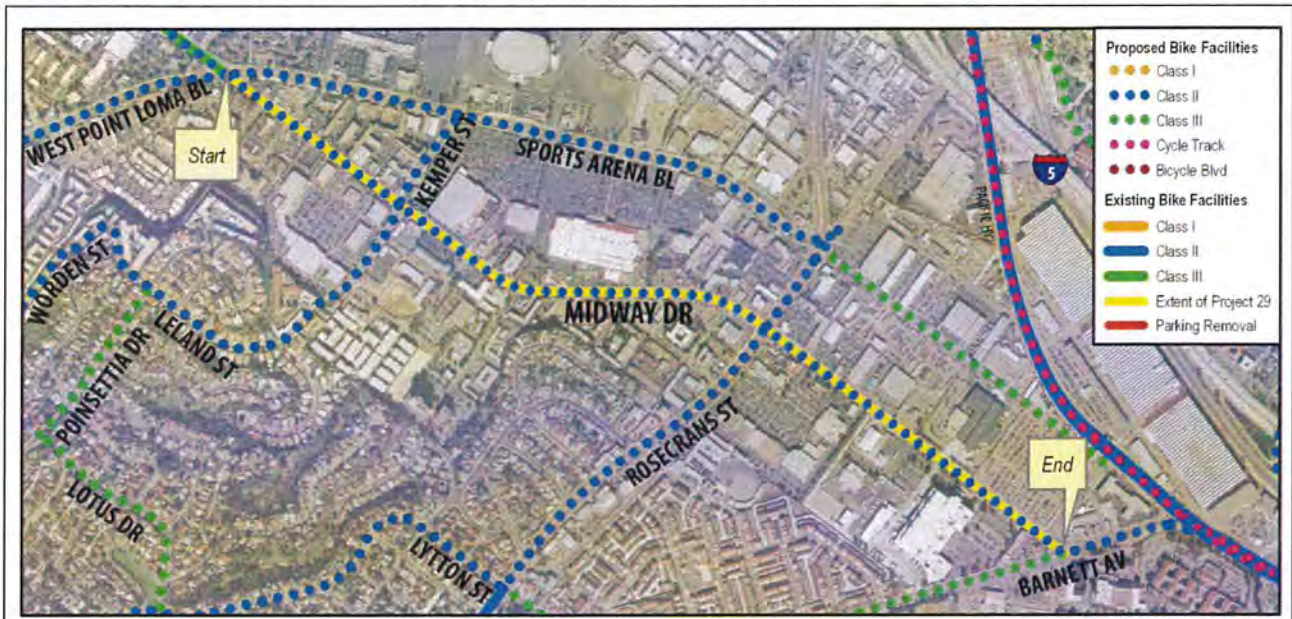 Proposed Bike Facilities
Class I
Class II
Class III
Cycle Track
Bicycle Blvd
Existing Bike Facilities
Class I
Class II
Class III
Extent of Project 29
Parking Removal
WEST POINT LOMA BL
Start
KEMPER ST
SPORTS ARENA BL
5
PACIFIC HY
WORDEN ST
LELAND ST
MIDWAY DR
POINSETTIA DR
ROSECRANS ST
End
LOTUS DR
LYTTON ST
BARNETT AV